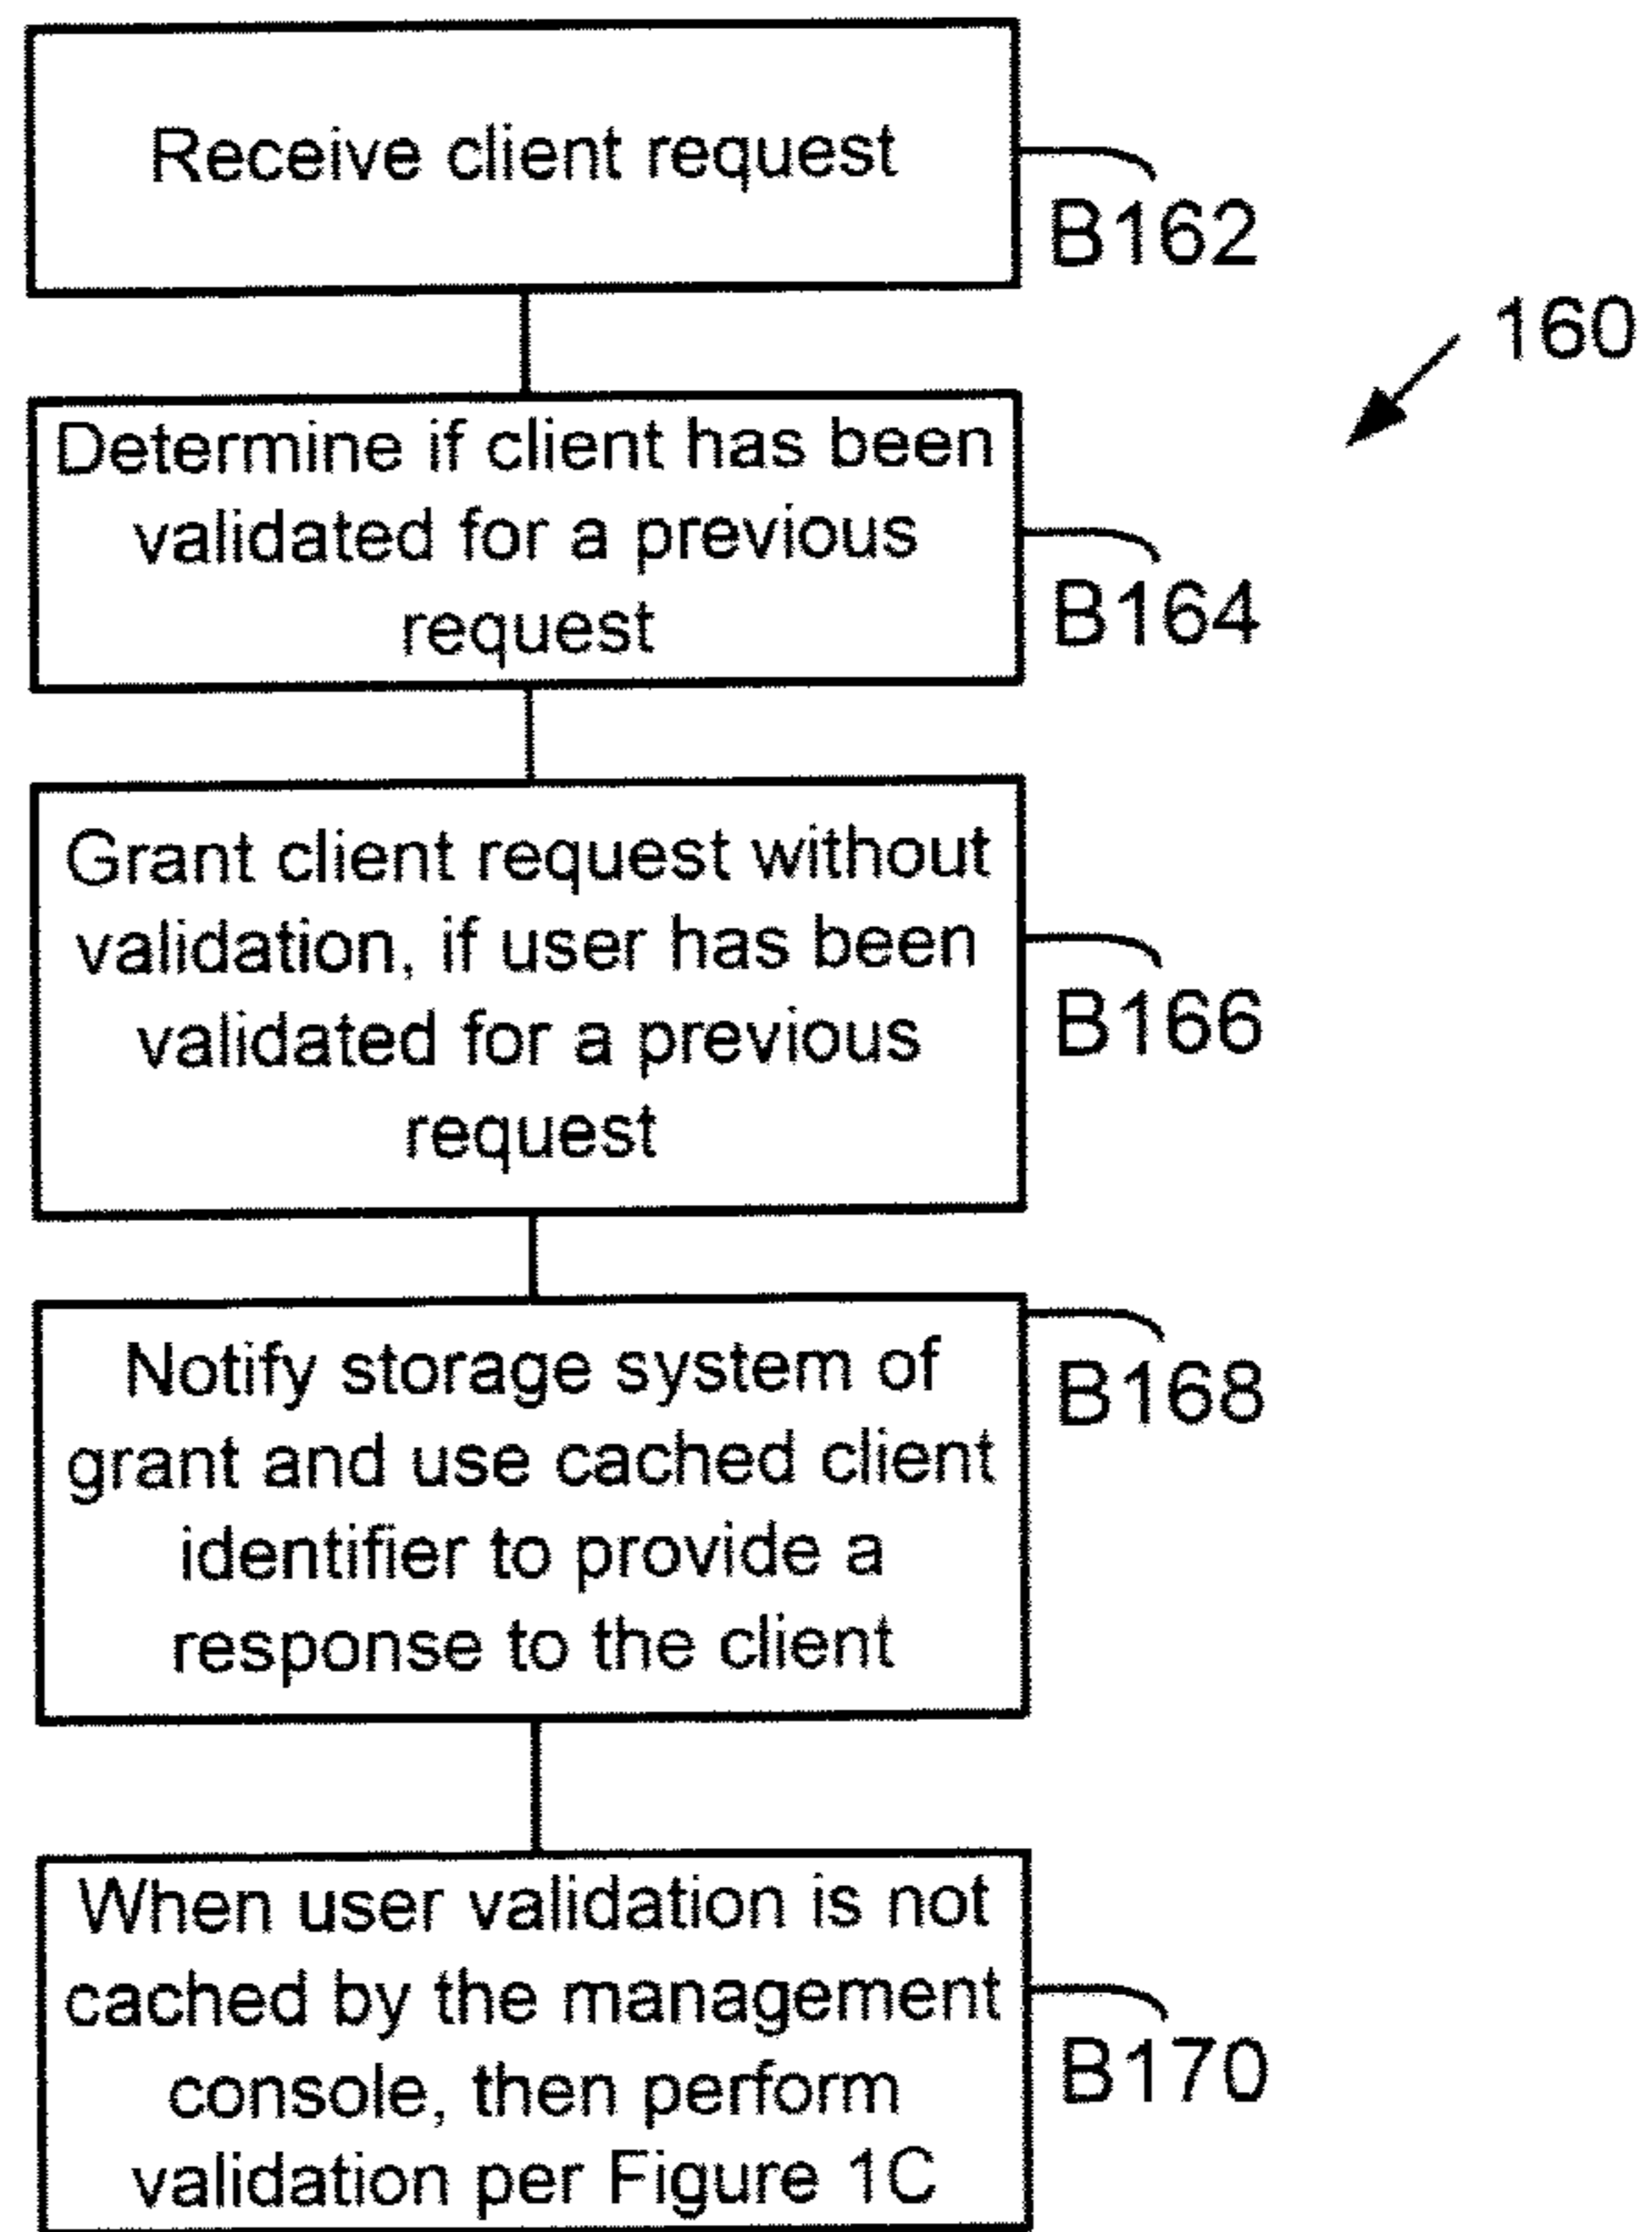 Receive client request
B162
160
Determine if client has been
validated for a previous
request
B164
Grant client request without
validation, if user has been
validated for a previous
request
B166
Notify storage system of
grant and use cached client
identifier to provide a
response to the client
B168
When user validation is not
cached by the management
console, then perform
validation per Figure 1C
B170